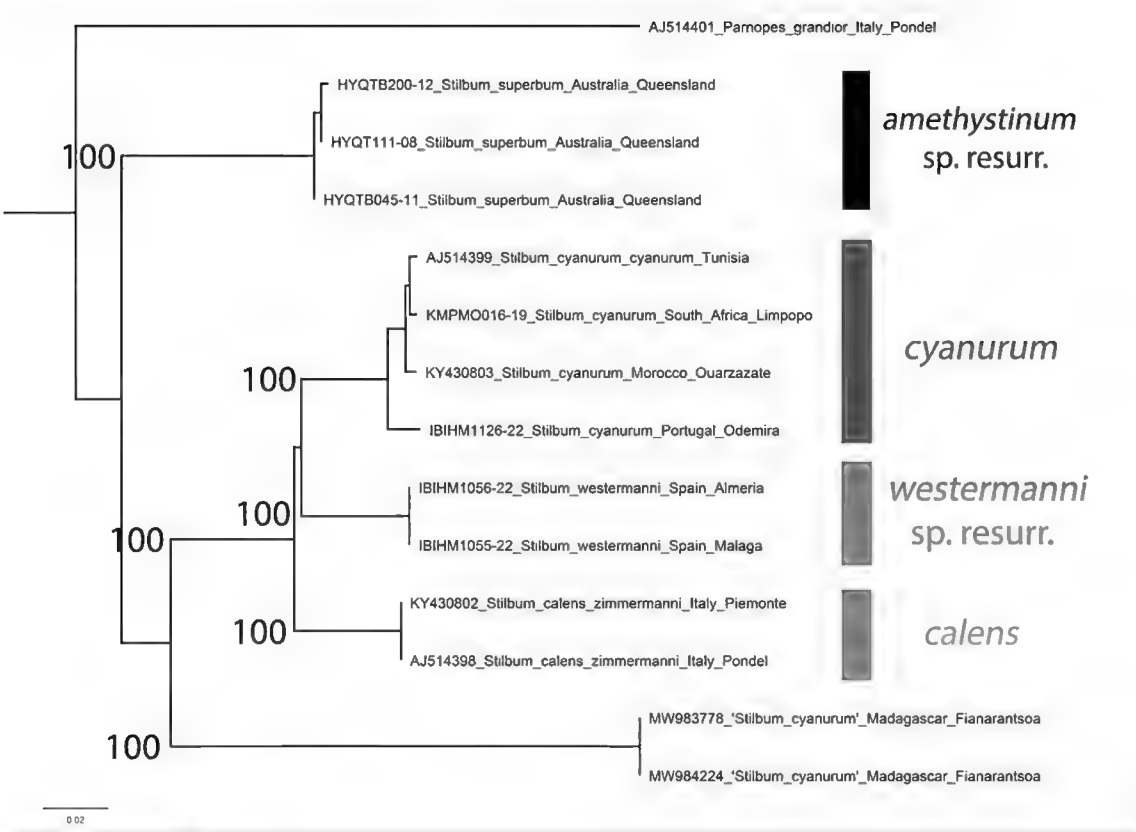 AJ514401_Parnopes_grandior_Italy_Pondel
HYQTB200-12_Stilbum_superbum_Australia_Queensland
amethystinum
HYQT111-08_Stilbum_superbum_Australia_Queensland
100
sp. resurr.
HYQTB045-11_Stilbum_superbum_Australia_Queensland
AJ514399_Stilbum_cyanurum_cyanurum_Tunisia
KMPMO016-19_Stilbum_cyanurum_South_Africa_Limpopo
cyanurum
100
KY430803_Stilbum_cyanurum_Morocco_Ouarzazate
IBIHM1126-22_Stilbum_cyanurum_Portugal_Odemira
IBIHM1056-22_Stilbum_westermanni_Spain_Almeria
westermanni
100
sp. resurr.
100
IBIHM1055-22_Stilbum_westermanni_Spain_Malaga
KY430802_Stilbum_calens_zimmermanni_Italy_Piemonte
100
calens
AJ514398_Stilbum_calens_zimmermanni_Italy_Pondel
MW983778_'Stilbum_cyanurum'_Madagascar_Fianarantsoa
100
MW984224_'Stilbum_cyanurum'_Madagascar_Fianarantsoa
0.02